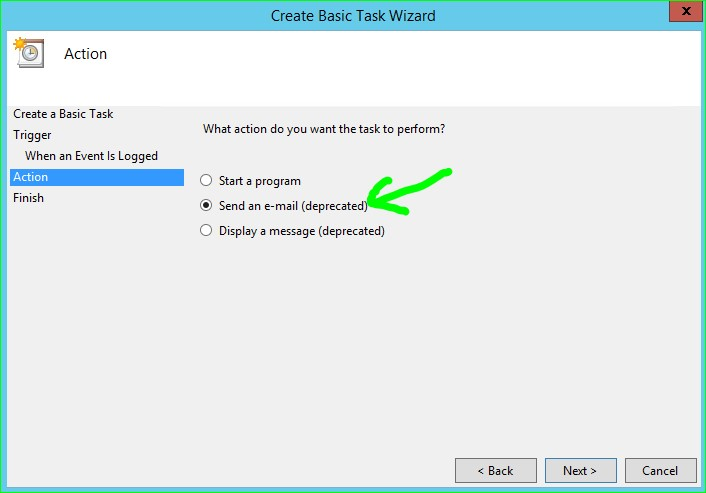 Create Basic Task Wizard
x
Action
Create a Basic Task
Trigger
When an Event Is Logged
Action
Finish
What action do you want the task to perform?
Start a program
Send an e-mail (deprecated)
Display a message (deprecated)
< Back
Next >
Cancel